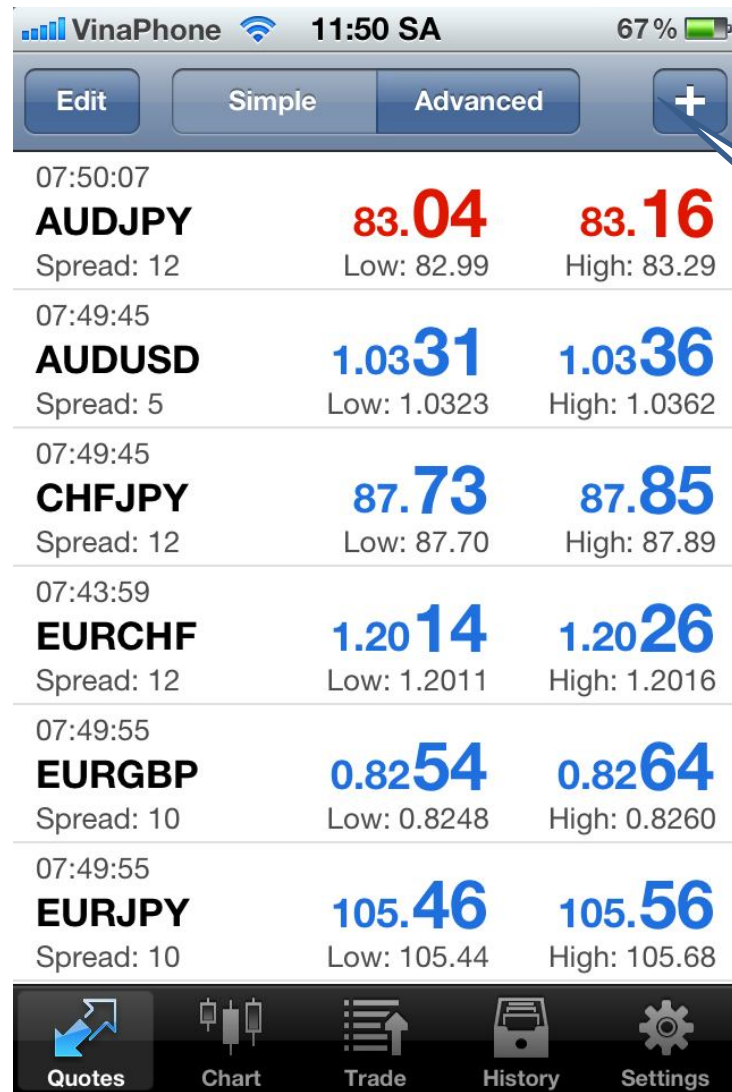 VinaPhone 11:50 SA 67%
Edit Simple Advanced +
07:50:07
AUDJPY 83.04 83.16
Spread: 12 Low: 82.99 High: 83.29
07:49:45
AUDUSD 1.0331 1.0336
Spread: 5 Low: 1.0323 High: 1.0362
07:49:45
CHFJPY 87.73 87.85
Spread: 12 Low: 87.70 High: 87.89
07:43:59
EURCHF 1.2014 1.2026
Spread: 12 Low: 1.2011 High: 1.2016
07:49:55
EURGBP 0.8254 0.8264
Spread: 10 Low: 0.8248 High: 0.8260
07:49:55
EURJPY 105.46 105.56
Spread: 10 Low: 105.44 High: 105.68
Quotes Chart Trade History Settings